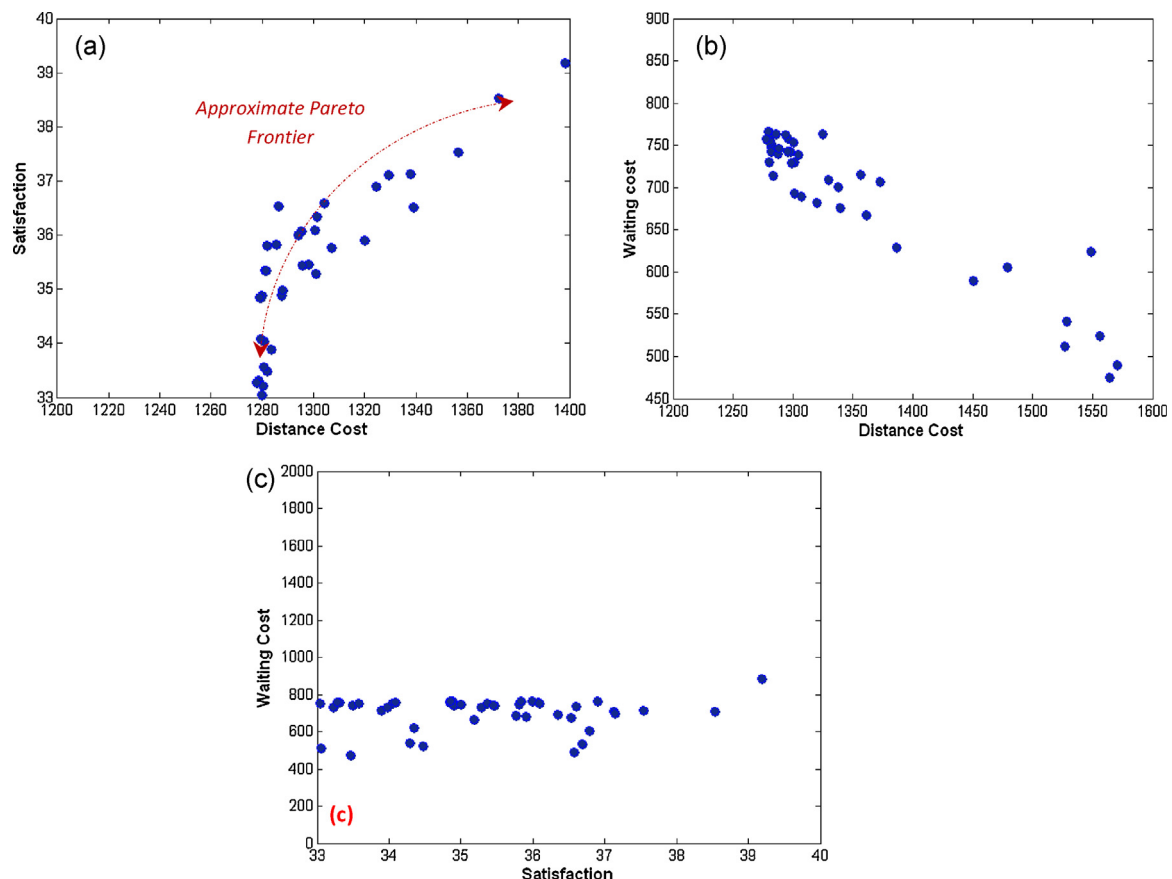 (a)
40
39
38
37
36
35
34
33
Satisfaction
Approximate Pareto
Frontier
1200 1220 1240 1260 1280 1300 1320 1340 1360 1380 1400
Distance Cost
(b)
900
850
800
750
700
650
600
550
500
450
Waiting cost
1200 1250 1300 1350 1400 1450 1500 1550 1600
Distance Cost
(c)
2000
1800
1600
1400
1200
1000
800
600
400
200
0
Waiting Cost
(c)
33 34 35 36 37 38 39 40
Satisfaction